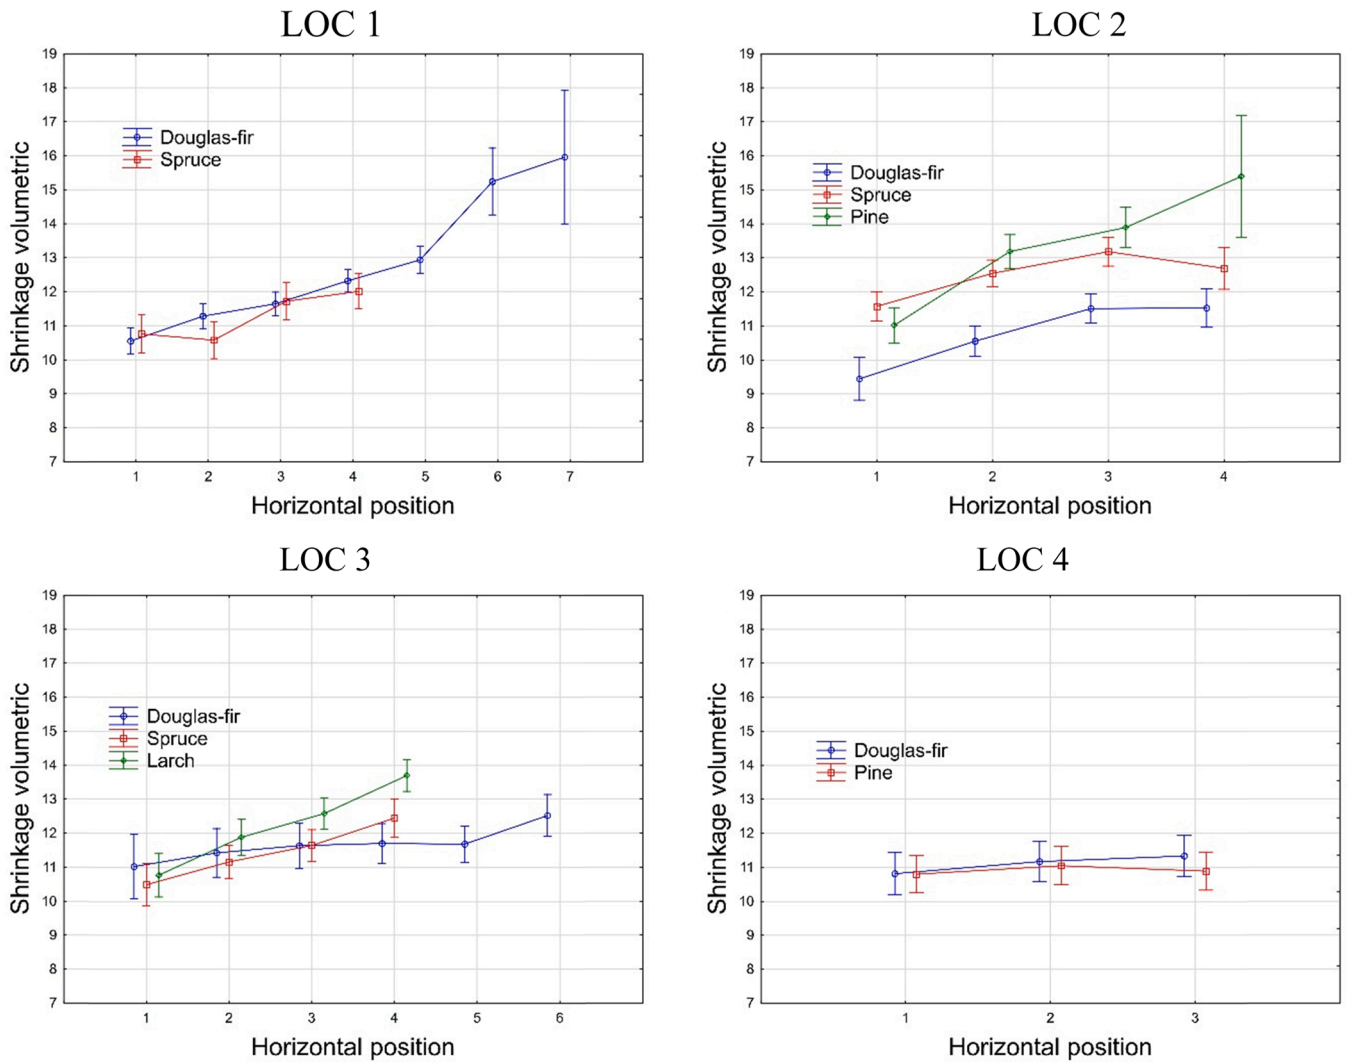 LOC 1
19
18
17
16
15
14
13
12
11
10
9
8
7
Shrinkage volumetric
Douglas-fir
Spruce
1 2 3 4 5 6 7
Horizontal position
LOC 2
19
18
17
16
15
14
13
12
11
10
9
8
7
Shrinkage volumetric
Douglas-fir
Spruce
Pine
1 2 3 4
Horizontal position
LOC 3
19
18
17
16
15
14
13
12
11
10
9
8
7
Shrinkage volumetric
Douglas-fir
Spruce
Larch
1 2 3 4 5 6
Horizontal position
LOC 4
19
18
17
16
15
14
13
12
11
10
9
8
7
Shrinkage volumetric
Douglas-fir
Pine
1 2 3
Horizontal position